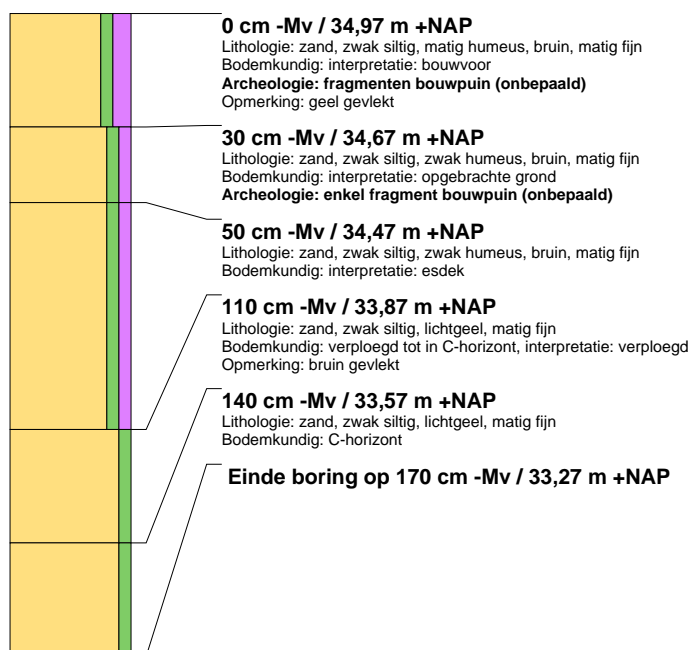 0 cm -Mv / 34,97 m +NAP
Lithologie: zand, zwak siltig, matig humeus, bruin, matig fijn
Bodemkundig: interpretatie: bouwvoor
Archeologie: fragmenten bouwpuin (onbepaald)
Opmerking: geel gevlekt
30 cm -Mv / 34,67 m +NAP
Lithologie: zand, zwak siltig, zwak humeus, bruin, matig fijn
Bodemkundig: interpretatie: opgebrachte grond
Archeologie: enkel fragment bouwpuin (onbepaald)
50 cm -Mv / 34,47 m +NAP
Lithologie: zand, zwak siltig, zwak humeus, bruin, matig fijn
Bodemkundig: interpretatie: esdek
110 cm -Mv / 33,87 m +NAP
Lithologie: zand, zwak siltig, lichtgeel, matig fijn
Bodemkundig: verploegd tot in C-horizont, interpretatie: verploegd
Opmerking: bruin gevlekt
140 cm -Mv / 33,57 m +NAP
Lithologie: zand, zwak siltig, lichtgeel, matig fijn
Bodemkundig: C-horizont
Einde boring op 170 cm -Mv / 33,27 m +NAP